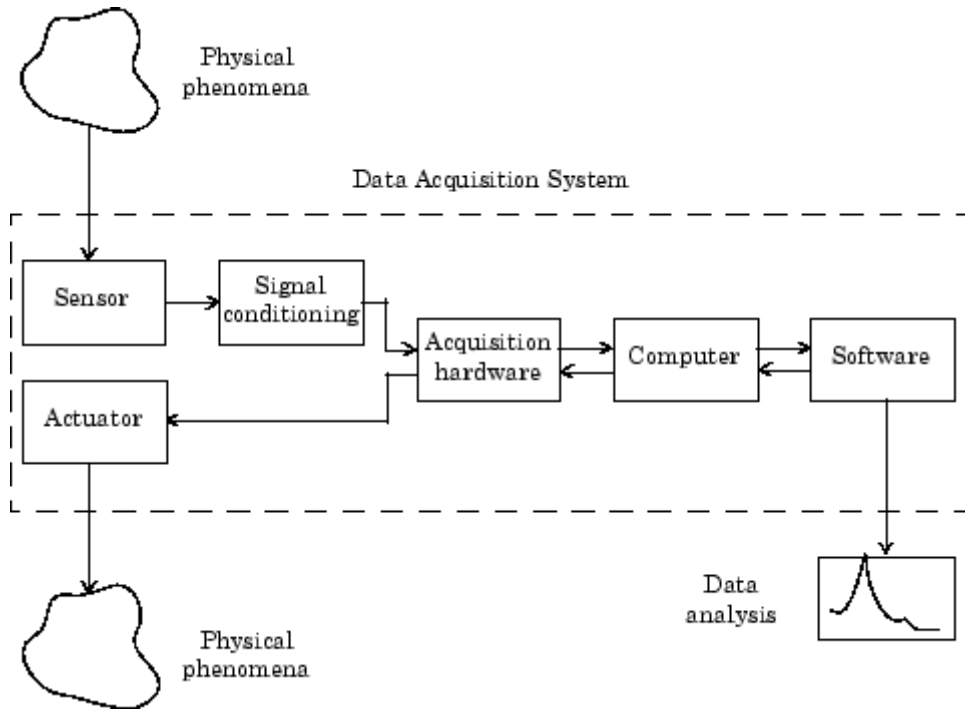 Physical
phenomena
Data Acquisition System
Sensor
Signal
conditioning
Acquisition
hardware
Computer
Software
Actuator
Data
analysis
Physical
phenomena